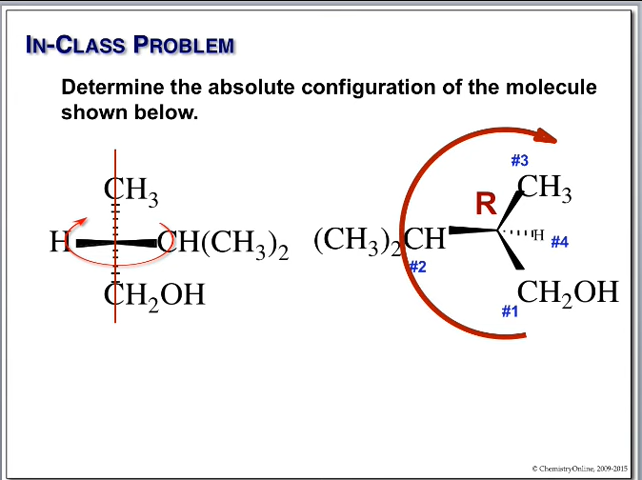 IN-CLASS PROBLEM
Determine the absolute configuration of the molecule
shown below.
CH₃
H CH(CH₃)₂
CH₂OH
#3
R CH₃
(CH₃)₂CH H #4
#2
CH₂OH
#1
© ChemistryOnline, 2009-2015